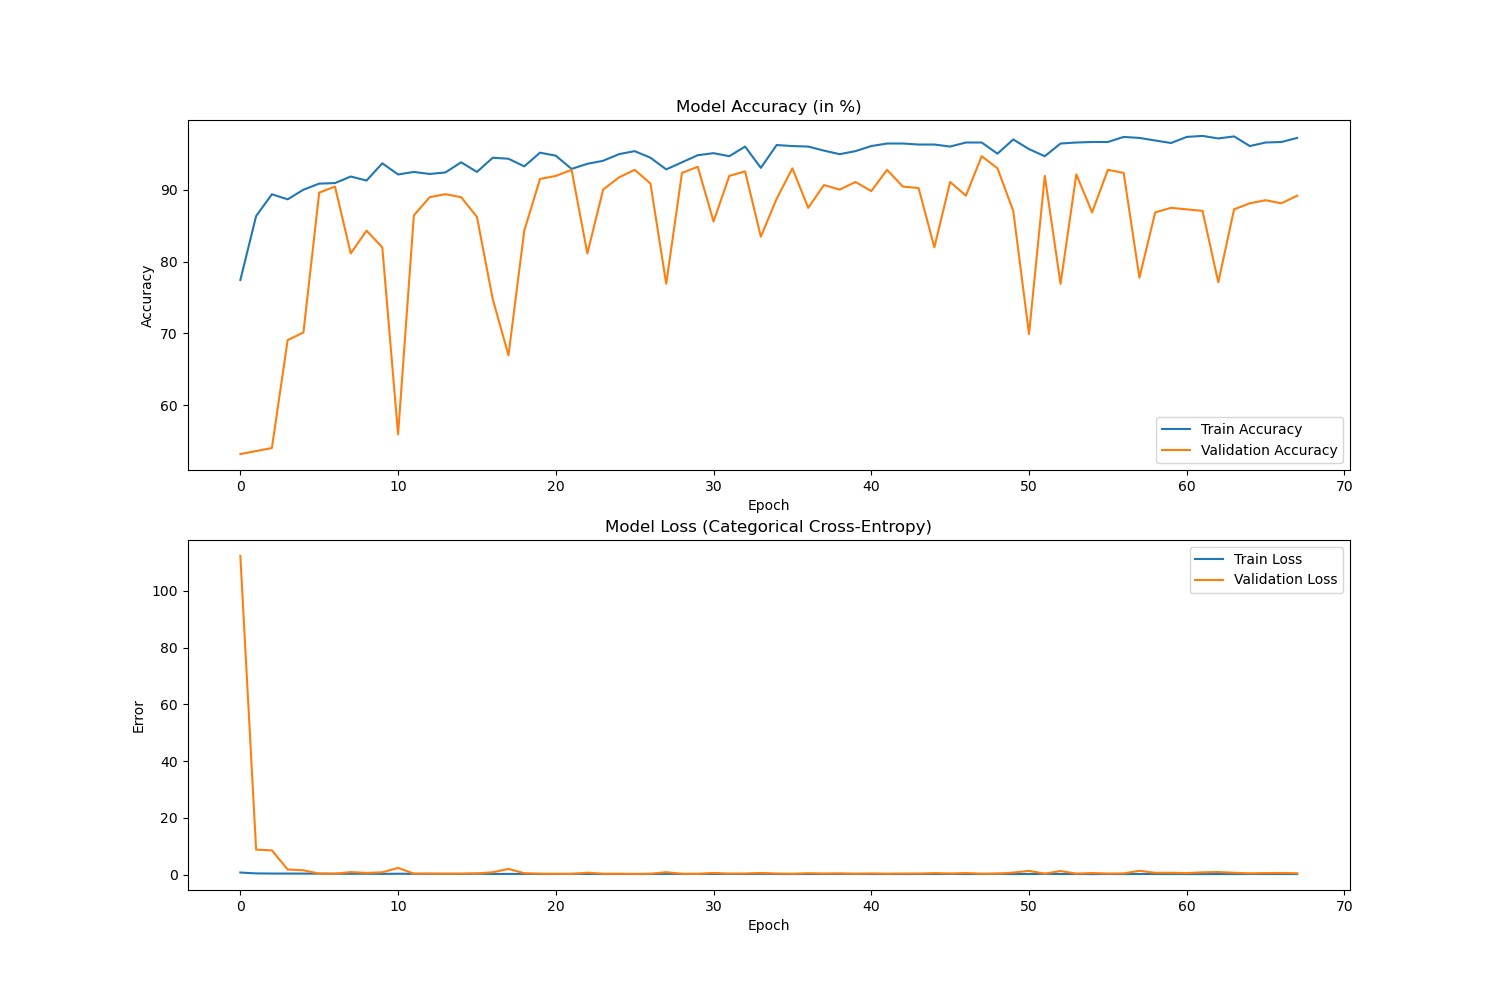 Model Accuracy (in %)
90
80
70
60
Accuracy
Train Accuracy
Validation Accuracy
0 10 20 30 40 50 60 70
Epoch
Model Loss (Categorical Cross-Entropy)
Train Loss
Validation Loss
100
80
60
40
20
0
Error
0 10 20 30 40 50 60 70
Epoch